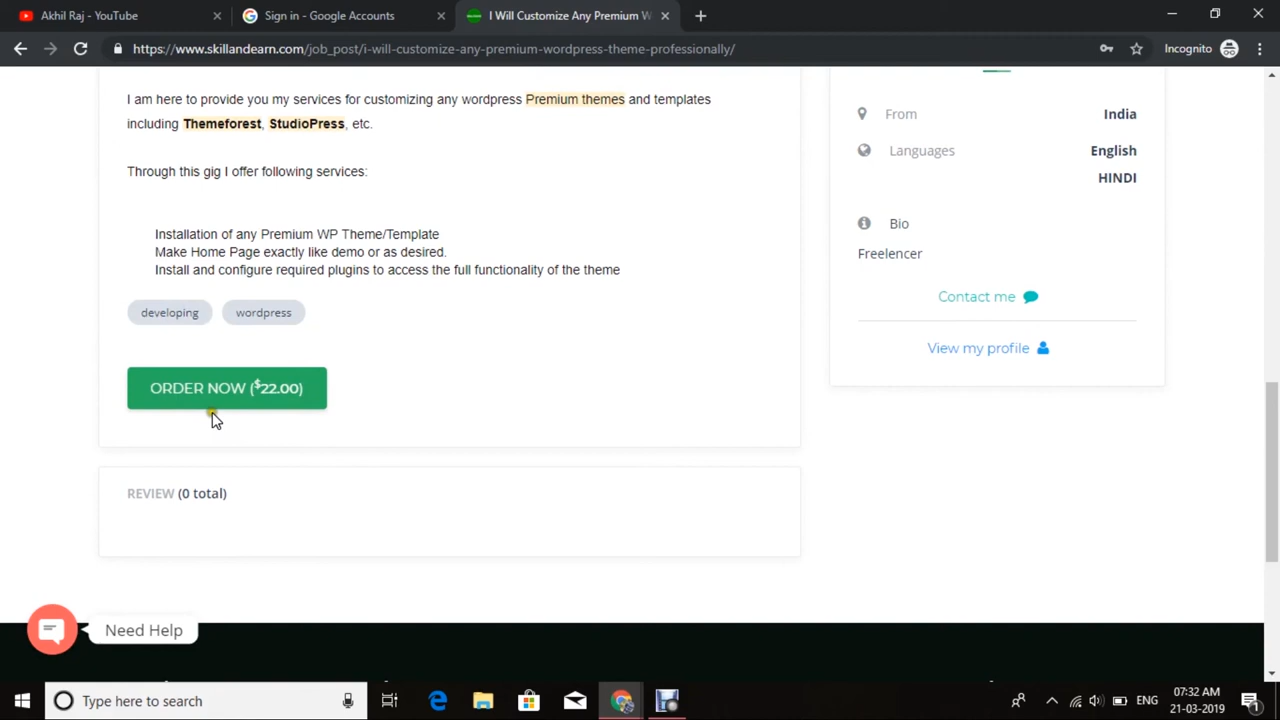 Akhil Raj - YouTube
Sign in - Google Accounts
I Will Customize Any Premium W
https://www.skillandearn.com/job_post/i-will-customize-any-premium-wordpress-theme-professionally/
Incognito
I am here to provide you my services for customizing any wordpress Premium themes and templates
including Themeforest, StudioPress, etc.
Through this gig I offer following services:
Installation of any Premium WP Theme/Template
Make Home Page exactly like demo or as desired.
Install and configure required plugins to access the full functionality of the theme
developing wordpress
ORDER NOW ($22.00)
REVIEW (0 total)
From India
Languages English
HINDI
Bio
Freelencer
Contact me
View my profile
Need Help
Type here to search
ENG
07:32 AM
21-03-2019